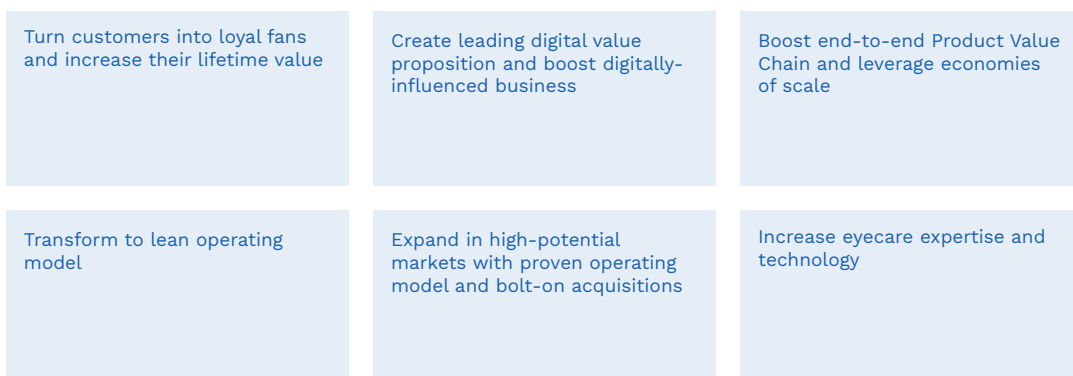 Turn customers into loyal fans
and increase their lifetime value
Create leading digital value
proposition and boost digitally-
influenced business
Boost end-to-end Product Value
Chain and leverage economies
of scale
Transform to lean operating
model
Expand in high-potential
markets with proven operating
model and bolt-on acquisitions
Increase eyecare expertise and
technology